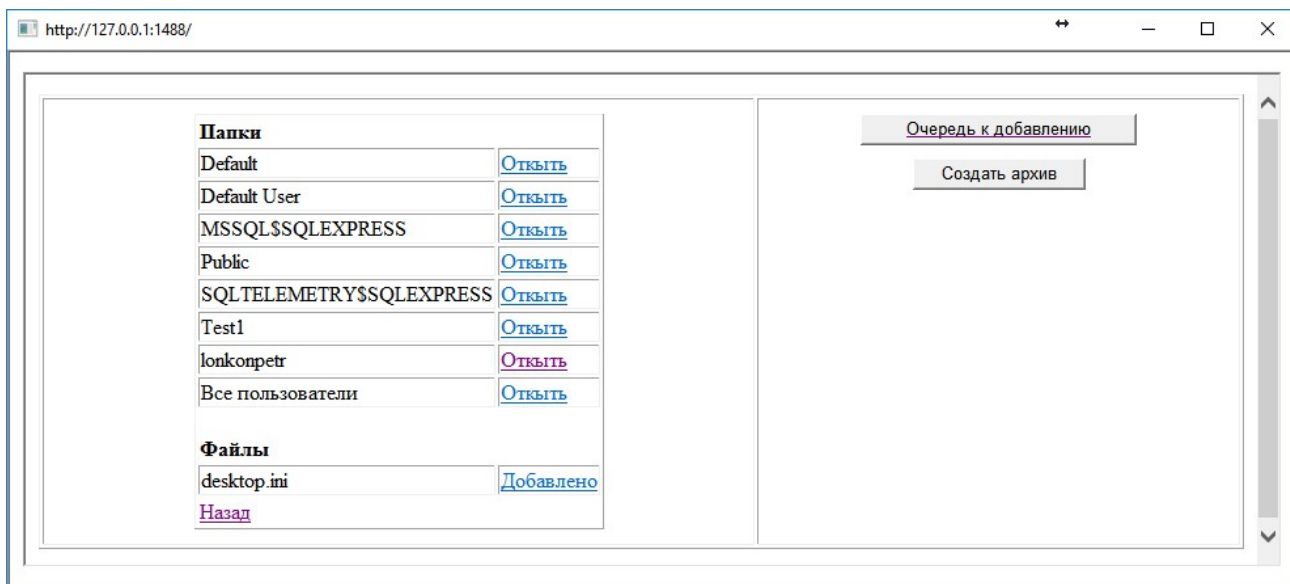 http://127.0.0.1:1488/
Папки
Default Откыть
Default User Откыть
MSSQL$SQLEXPRESS Откыть
Public Откыть
SQLTELEMETRY$SQLEXPRESS Откыть
Test1 Откыть
lonkonpetr Откыть
Все пользователи Откыть
Файлы
desktop.ini Добавлено
Назад
Очередь к добавлению
Создать архив